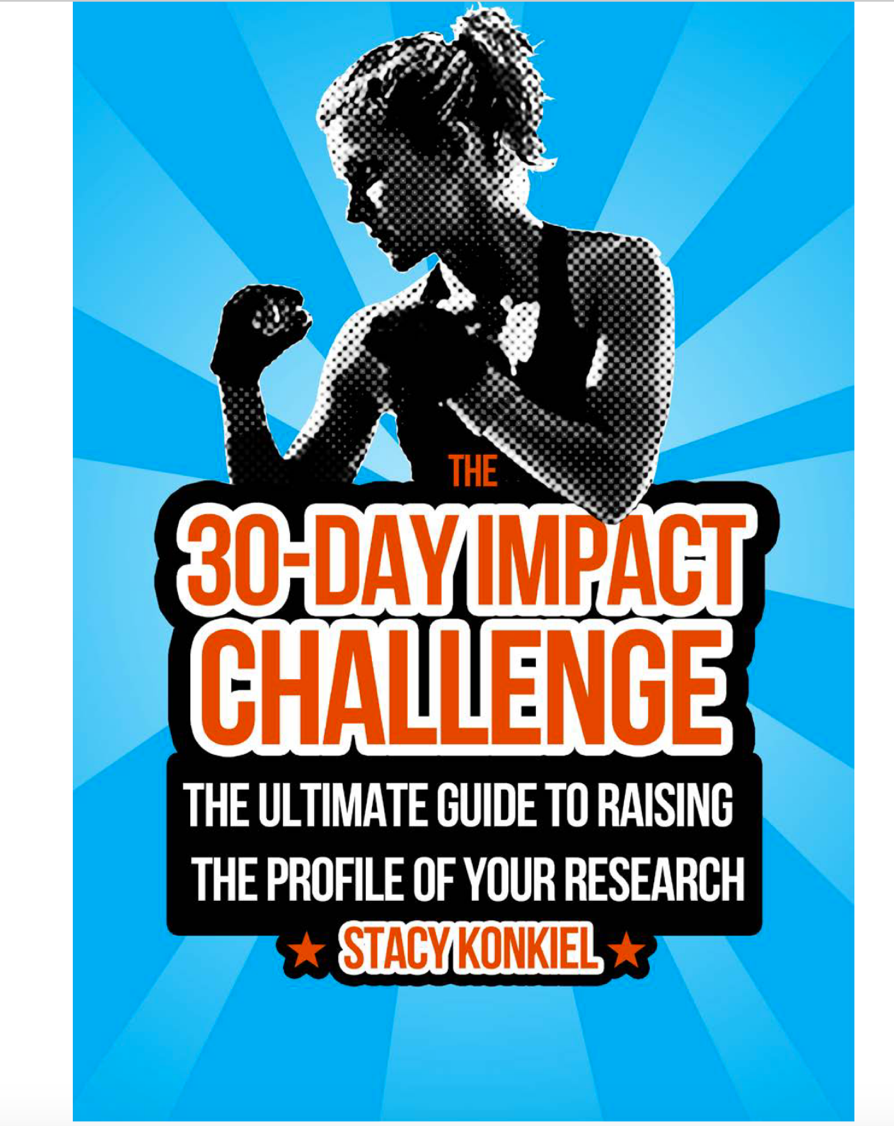 THE
30-DAY IMPACT
CHALLENGE
THE ULTIMATE GUIDE TO RAISING
THE PROFILE OF YOUR RESEARCH
STACY KONKIEL